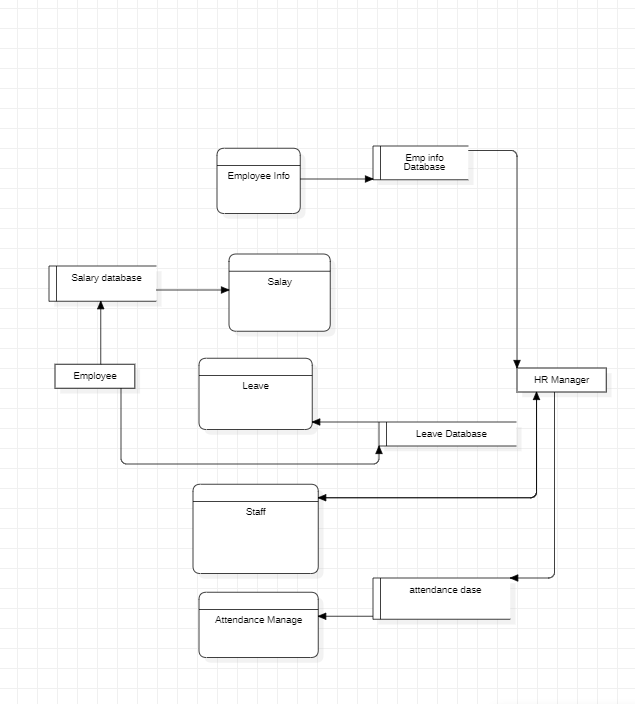 Emp info
Database
Employee Info
Salary database
Salay
Employee
HR Manager
Leave
Leave Database
Staff
attendance dase
Attendance Manage